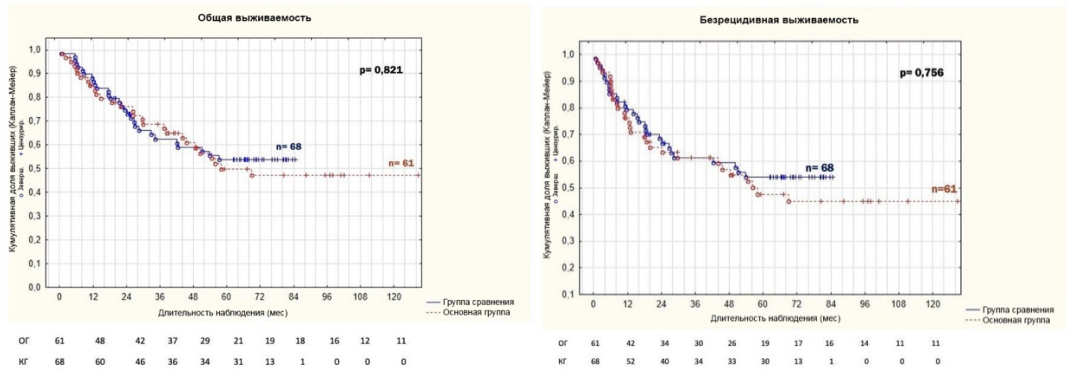 Общая выживаемость
Кумулятивная доля выживших (Каплан-Мейер)
о Заверш. + Цензурир.
1,0
0,9
0,8
0,7
0,6
0,5
0,4
0,3
0,2
0,1
0,0
p= 0,821
n= 68
n= 61
0 12 24 36 48 60 72 84 96 108 120
Длительность наблюдения (мес)
Группа сравнения
Основная группа
ОГ 61 48 42 37 29 21 19 18 16 12 11
КГ 68 60 46 36 34 31 13 1 0 0 0
Безрецидивная выживаемость
Кумулятивная доля выживших (Каплан-Мейер)
о Заверш. + Цензурир.
1,0
0,9
0,8
0,7
0,6
0,5
0,4
0,3
0,2
0,1
p= 0,756
n= 68
n=61
0 12 24 36 48 60 72 84 96 108 120
Длительность наблюдения (мес)
Группа сравнения
Основная группа
ОГ 61 42 34 30 26 19 17 16 14 11 11
КГ 68 52 40 34 33 30 13 1 0 0 0